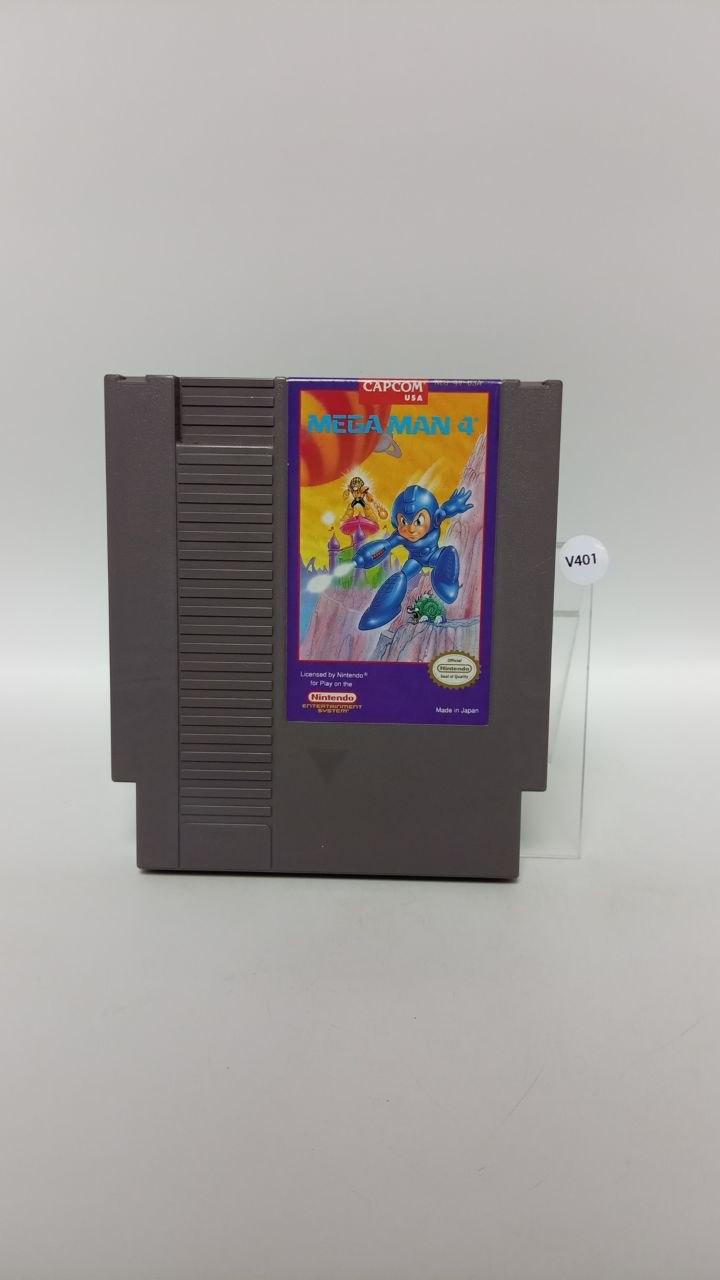 CAPCOM
USA
MEGA MAN 4
V401
Official
Nintendo
Seal of Quality
Licensed by Nintendo®
for Play on the
Nintendo
ENTERTAINMENT
SYSTEM®
Made in Japan